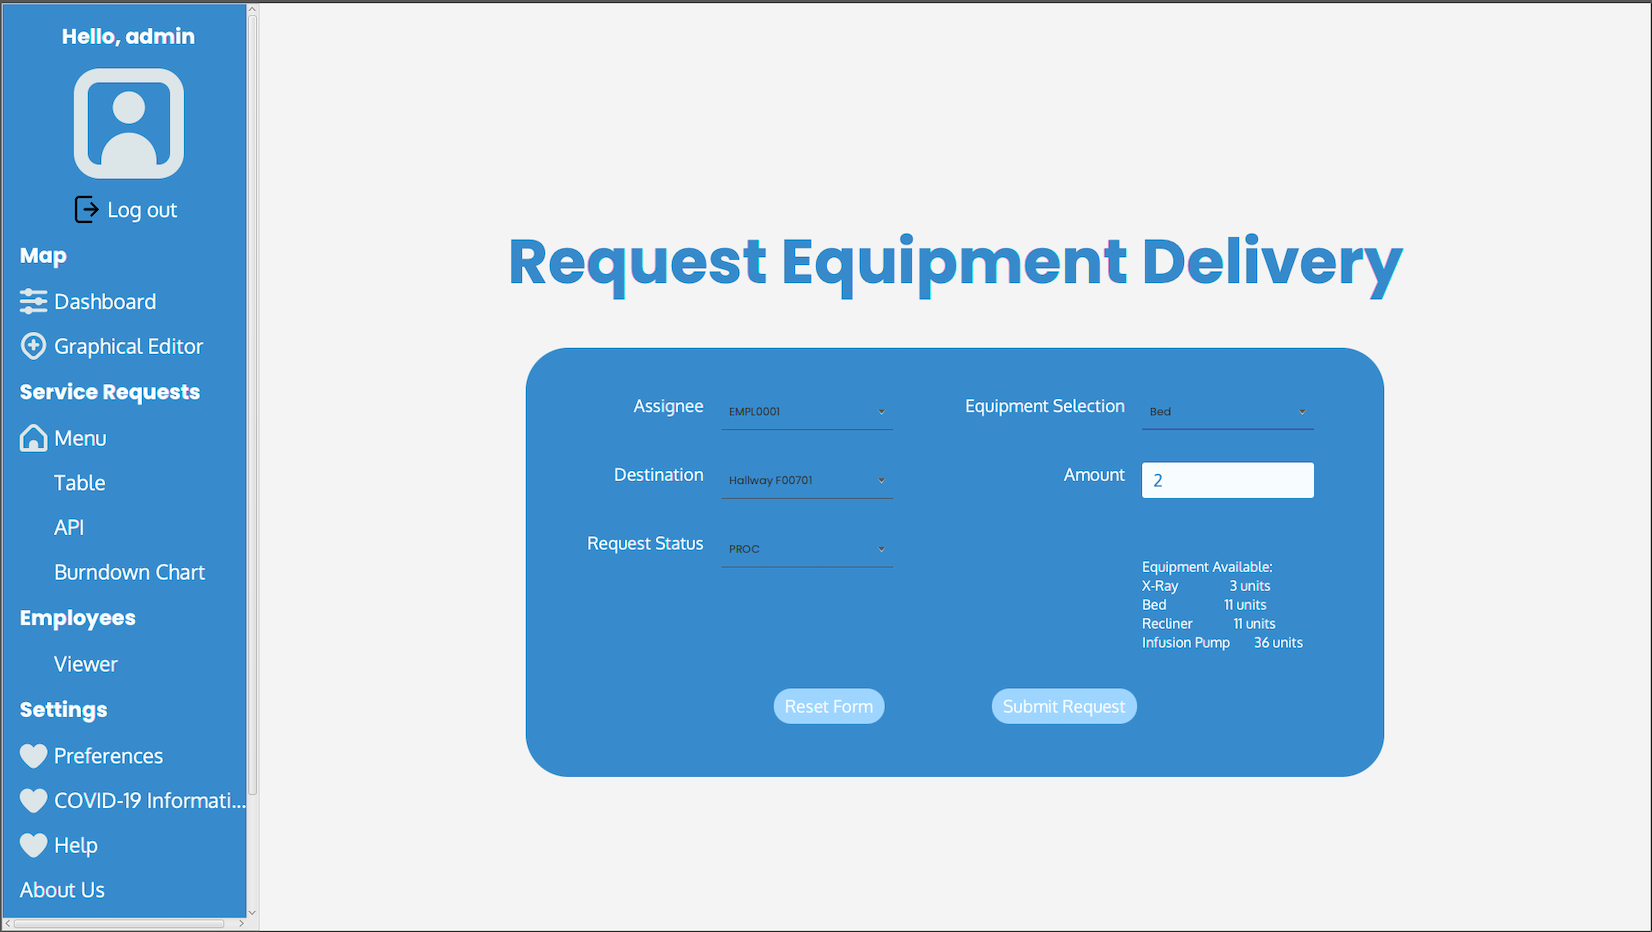 Hello, admin
Log out
Map
Dashboard
Graphical Editor
Service Requests
Menu
Table
API
Burndown Chart
Employees
Viewer
Settings
Preferences
COVID-19 Informati...
Help
About Us
Request Equipment Delivery
Assignee EMPL0001
Equipment Selection Bed
Destination Hallway F00701
Amount 2
Request Status PROC
Equipment Available:
X-Ray 3 units
Bed 11 units
Recliner 11 units
Infusion Pump 36 units
Reset Form
Submit Request